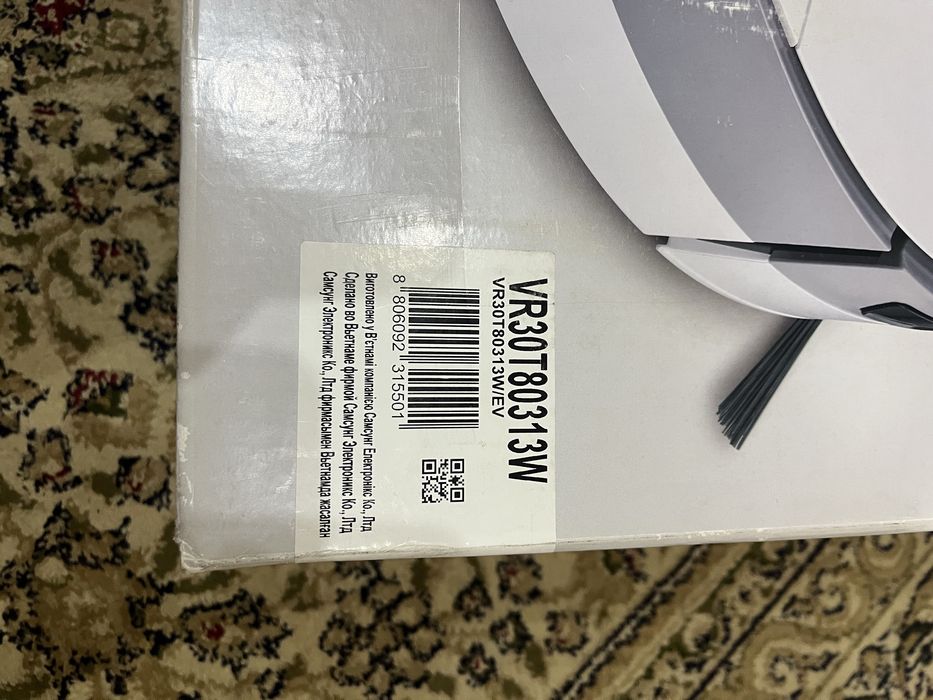 VR30T80313W
VR30T80313W/EV
8 806092 315501
Виготовлено у В'єтнамі компанією Самсунг Електронікс Ко., Лтд
Сделано во Вьетнаме фирмой Самсунг Электроникс Ко., Лтд
Самсунг Электроникс Ко., Лтд фирмасымен Вьетнамда жасалған